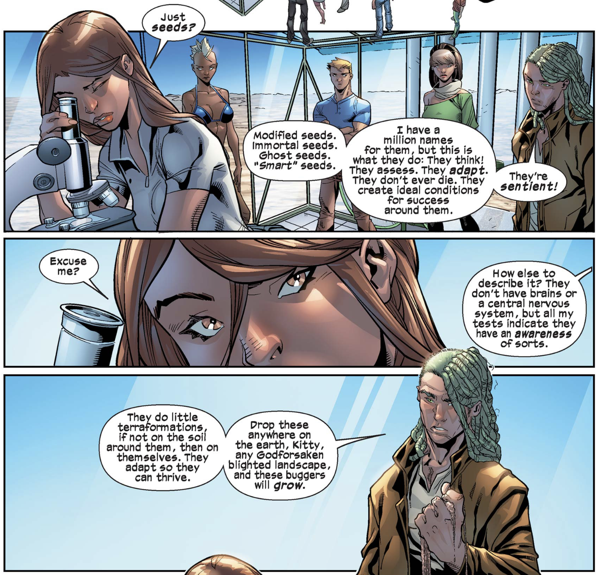 Just
seeds?
Modified seeds.
Immortal seeds.
Ghost seeds.
"Smart" seeds.
I have a
million names
for them, but this is
what they do: They think!
They assess. They adapt.
They don't ever die. They
create ideal conditions
for success
around them.
They're
sentient!
Excuse
me?
How else to
describe it? They
don't have brains or
a central nervous
system, but all my
tests indicate they
have an awareness
of sorts.
They do little
terraformations,
if not on the soil
around them, then on
themselves. They
adapt so they
can thrive.
Drop these
anywhere on
the earth, Kitty,
any Godforsaken
blighted landscape,
and these buggers
will grow.